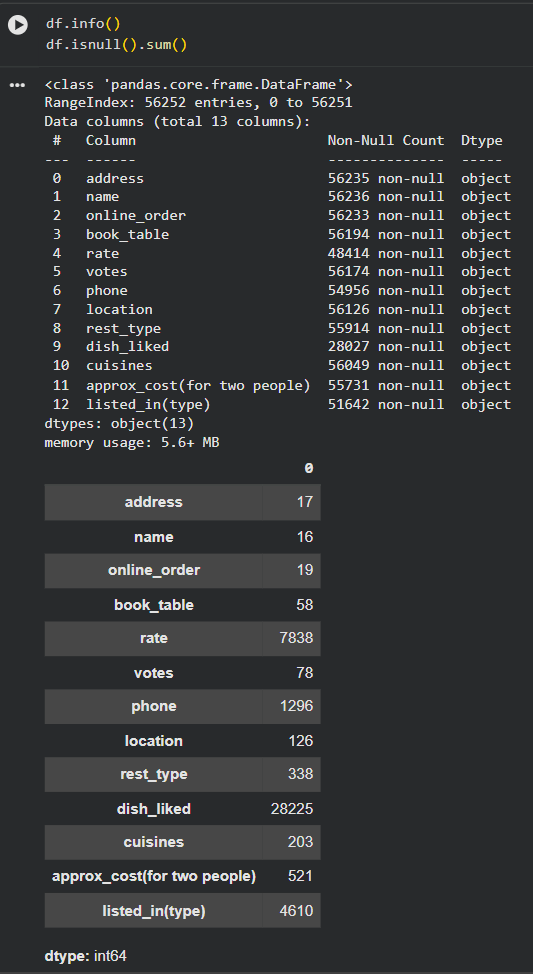 df.info()
df.isnull().sum()
<class 'pandas.core.frame.DataFrame'>
RangeIndex: 56252 entries, 0 to 56251
Data columns (total 13 columns):
 #   Column                       Non-Null Count  Dtype
---  ------                       --------------  -----
 0   address                      56235 non-null  object
 1   name                         56236 non-null  object
 2   online_order                 56233 non-null  object
 3   book_table                   56194 non-null  object
 4   rate                         48414 non-null  object
 5   votes                        56174 non-null  object
 6   phone                        54956 non-null  object
 7   location                     56126 non-null  object
 8   rest_type                    55914 non-null  object
 9   dish_liked                   28027 non-null  object
 10  cuisines                     56049 non-null  object
 11  approx_cost(for two people)  55731 non-null  object
 12  listed_in(type)              51642 non-null  object
dtypes: object(13)
memory usage: 5.6+ MB
0
address 17
name 16
online_order 19
book_table 58
rate 7838
votes 78
phone 1296
location 126
rest_type 338
dish_liked 28225
cuisines 203
approx_cost(for two people) 521
listed_in(type) 4610
dtype: int64